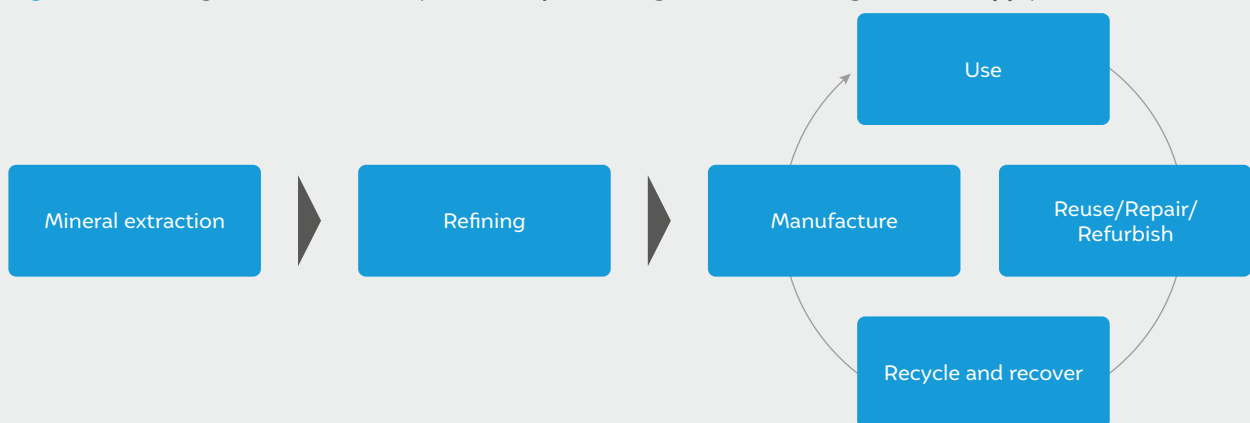 Use
Mineral extraction
Refining
Manufacture
Reuse/Repair/
Refurbish
Recycle and recover